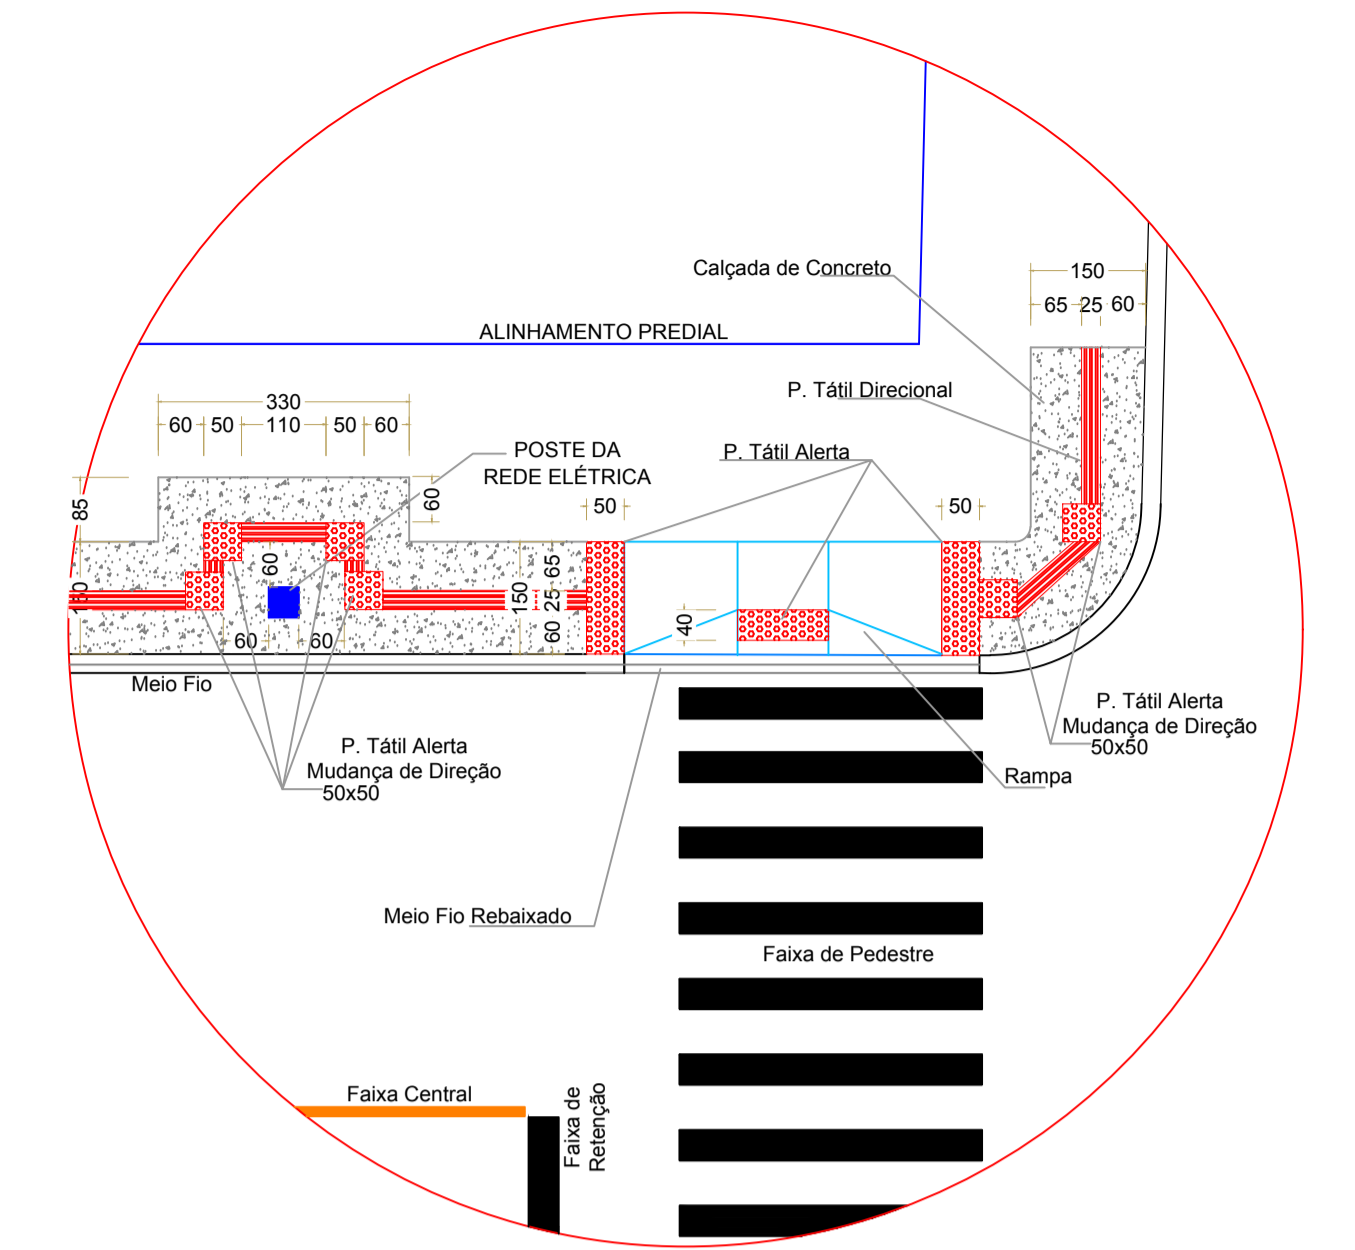 Calçada de Concreto
150
65 25 60
ALINHAMENTO PREDIAL
P. Tátil Direcional
330
60 50 110 50 60
POSTE DA
REDE ELÉTRICA
P. Tátil Alerta
85
60
50
50
60
150
65
25
60
150
40
60
60
Meio Fio
P. Tátil Alerta
Mudança de Direção
50x50
P. Tátil Alerta
Mudança de Direção
50x50
Rampa
Meio Fio Rebaixado
Faixa de Pedestre
Faixa Central
Faixa de
Retenção